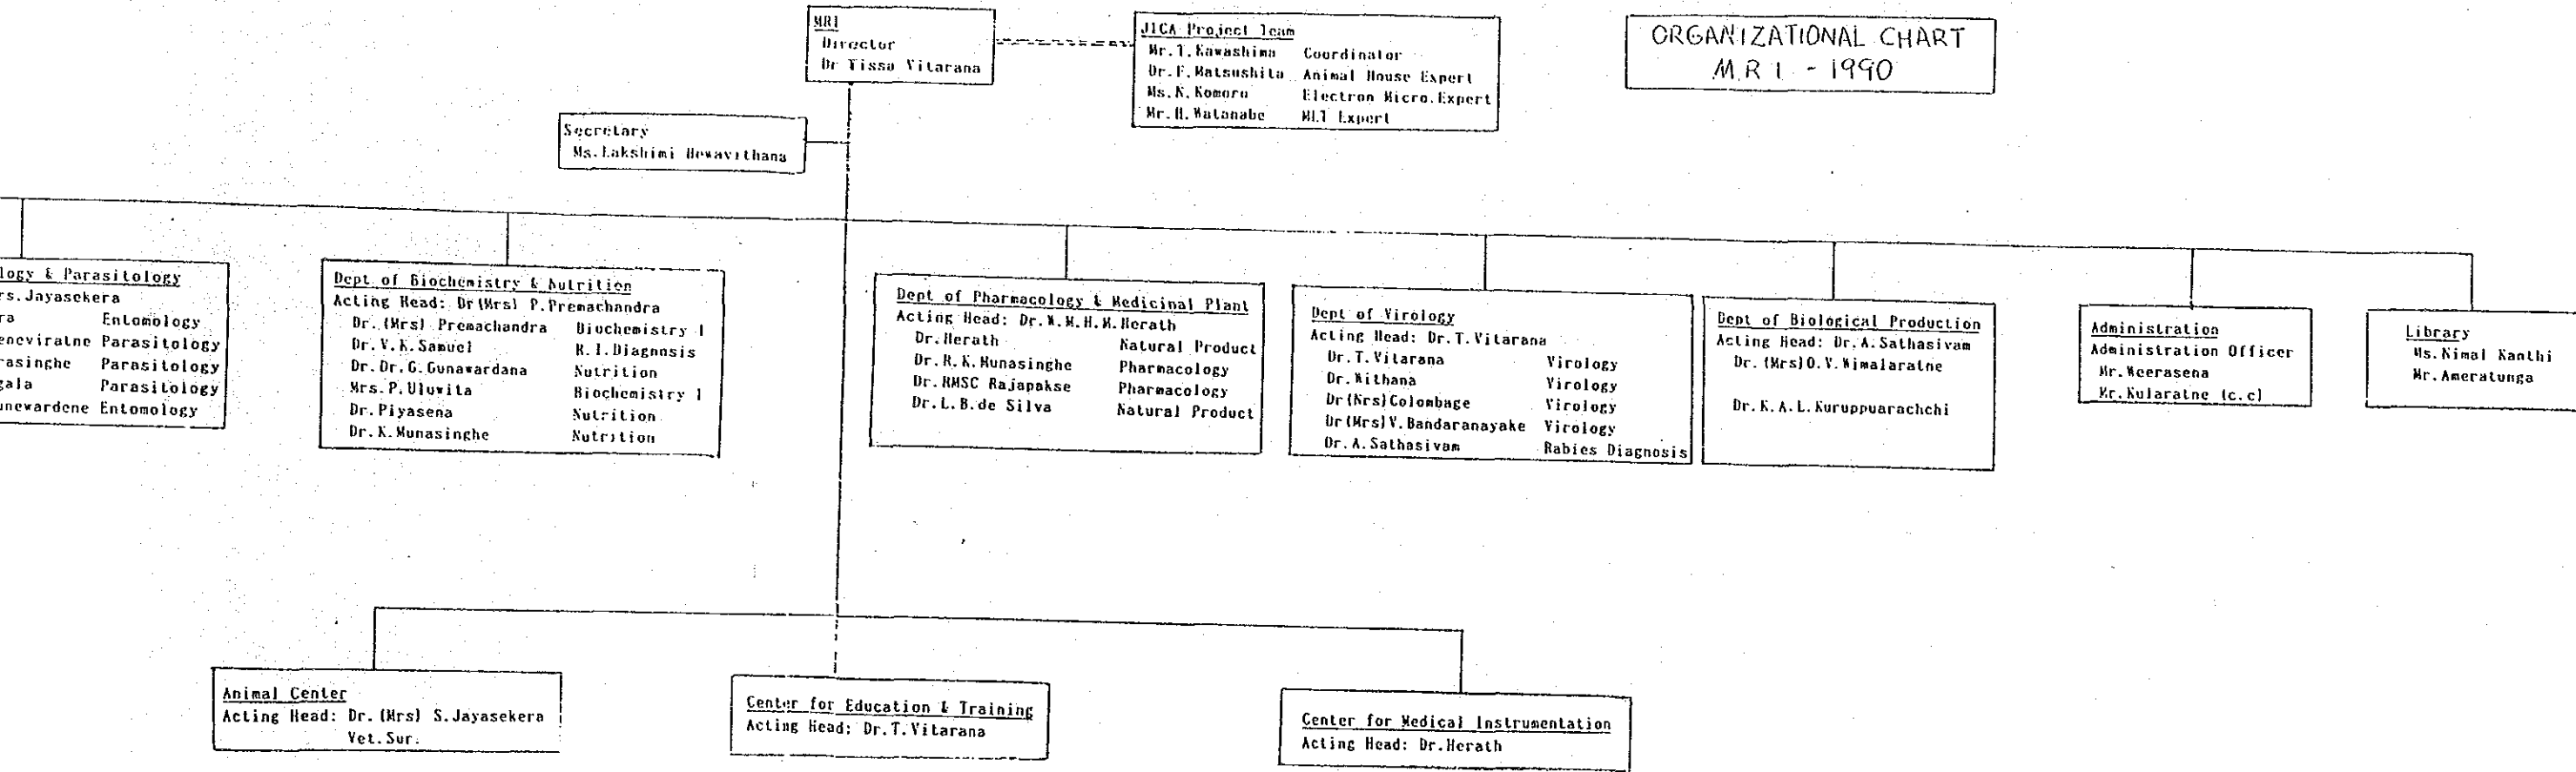 MRI
Director
Dr Tissa Vitarana
JICA Project Team
Mr.T.Kawashima Coordinator
Dr.F.Matsushita Animal House Expert
Ms.K.Komoro Electron Micro.Expert
Mr.H.Watanabe MLT Expert
ORGANIZATIONAL CHART
M.R I - 1990
Secretary
Ms.Lakshimi Hewavithana
logy & Parasitology
rs.Jayasekera
ra Entomology
eneviratne Parasitology
rasinghe Parasitology
gala Parasitology
unewardene Entomology
Dept of Biochemistry & Nutrition
Acting Head: Dr(Mrs) P.Premachandra
Dr.(Mrs) Premachandra Biochemistry I
Dr.V.K.Samuel R.I.Diagnosis
Dr.Dr.G.Gunawardana Nutrition
Mrs.P.Uluwita Biochemistry I
Dr.Piyasena Nutrition
Dr.K.Munasinghe Nutrition
Dept of Pharmacology & Medicinal Plant
Acting Head: Dr.W.M.H.M.Herath
Dr.Herath Natural Product
Dr.R.K.Munasinghe Pharmacology
Dr.RMSC Rajapakse Pharmacology
Dr.L.B.de Silva Natural Product
Dept of Virology
Acting Head: Dr.T.Vitarana
Dr.T.Vitarana Virology
Dr.Withana Virology
Dr(Mrs)Colombage Virology
Dr(Mrs)V.Bandaranayake Virology
Dr.A.Sathasivam Rabies Diagnosis
Dept of Biological Production
Acting Head: Dr.A.Sathasivam
Dr.(Mrs)O.V.Wimalaratne
Dr.K.A.L.Kuruppuarachchi
Administration
Administration Officer
Mr.Weerasena
Mr.Kularatne (c.c)
Library
Ms.Nimal Kanthi
Mr.Ameratunga
Animal Center
Acting Head: Dr.(Mrs) S.Jayasekera
Vet.Sur.
Center for Education & Training
Acting Head: Dr.T.Vitarana
Center for Medical Instrumentation
Acting Head: Dr.Herath